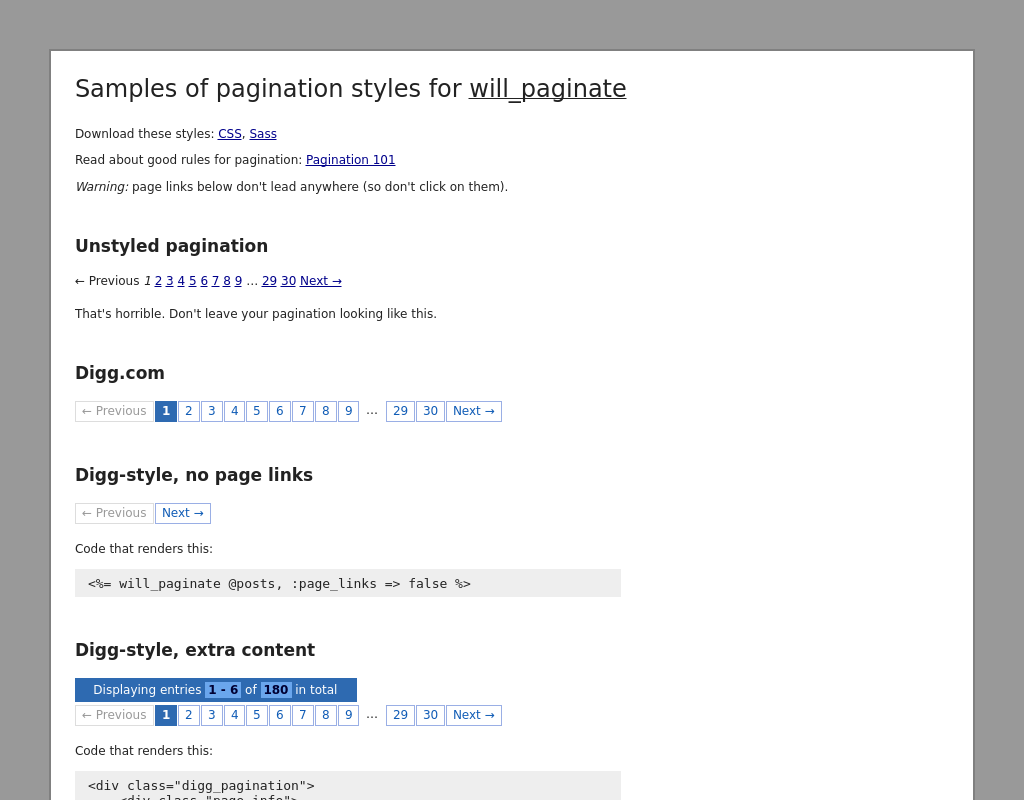 Samples of pagination styles for will_paginate
Download these styles: CSS, Sass
Read about good rules for pagination: Pagination 101
Warning: page links below don't lead anywhere (so don't click on them).
Unstyled pagination
← Previous 1 2 3 4 5 6 7 8 9 … 29 30 Next →
That's horrible. Don't leave your pagination looking like this.
Digg.com
← Previous 1 2 3 4 5 6 7 8 9 … 29 30 Next →
Digg-style, no page links
← Previous Next →
Code that renders this:
<%= will_paginate @posts, :page_links => false %>
Digg-style, extra content
Displaying entries 1 - 6 of 180 in total
← Previous 1 2 3 4 5 6 7 8 9 … 29 30 Next →
Code that renders this:
<div class="digg_pagination">
<div class="page_info">